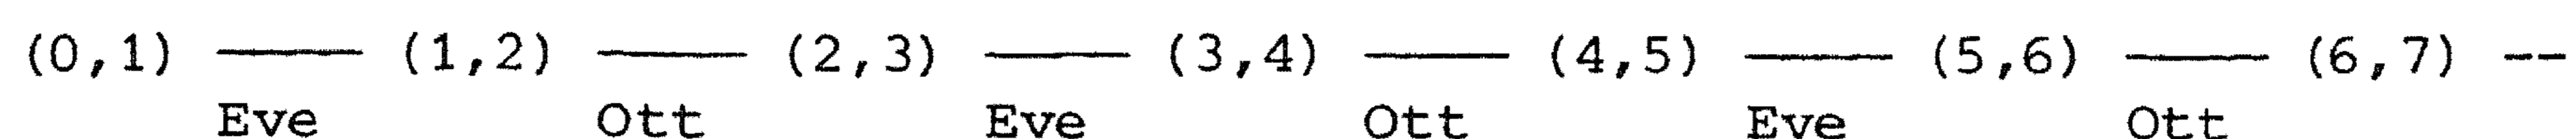 (0,1) —— (1,2) —— (2,3) —— (3,4) —— (4,5) —— (5,6) —— (6,7) --
Eve Ott Eve Ott Eve Ott